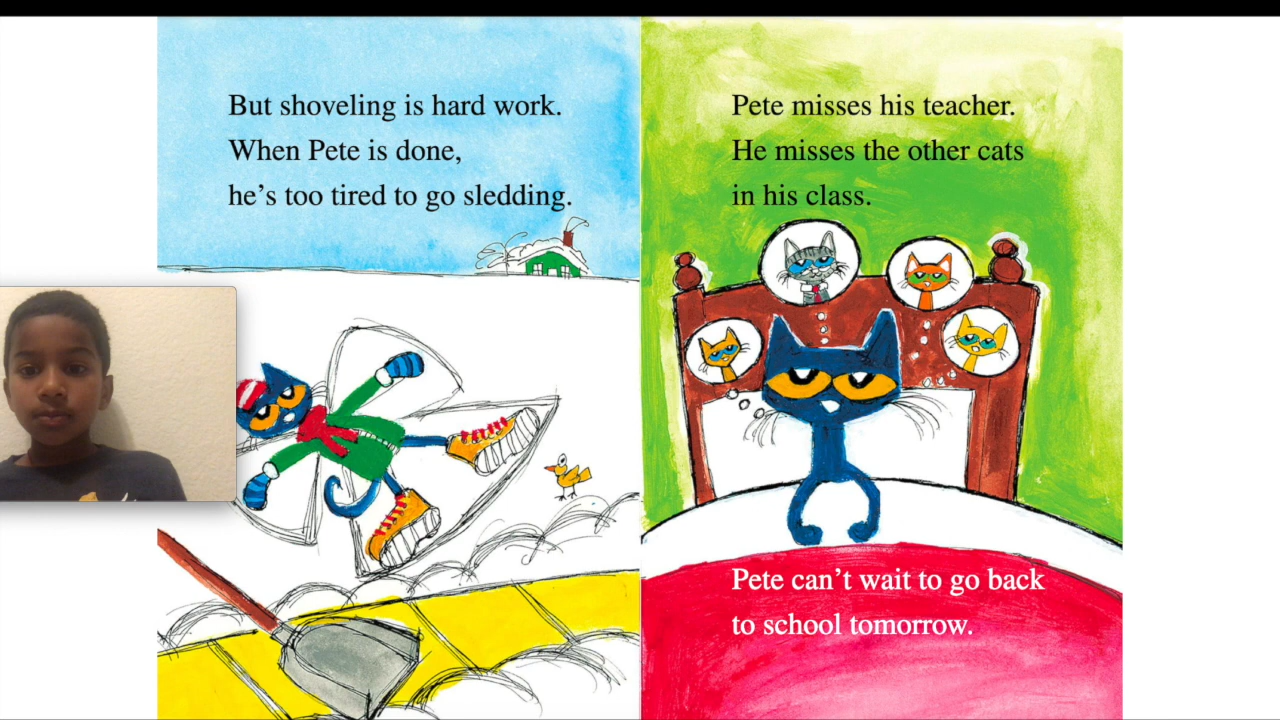 But shoveling is hard work.
When Pete is done,
he's too tired to go sledding.
Pete misses his teacher.
He misses the other cats
in his class.
Pete can't wait to go back
to school tomorrow.